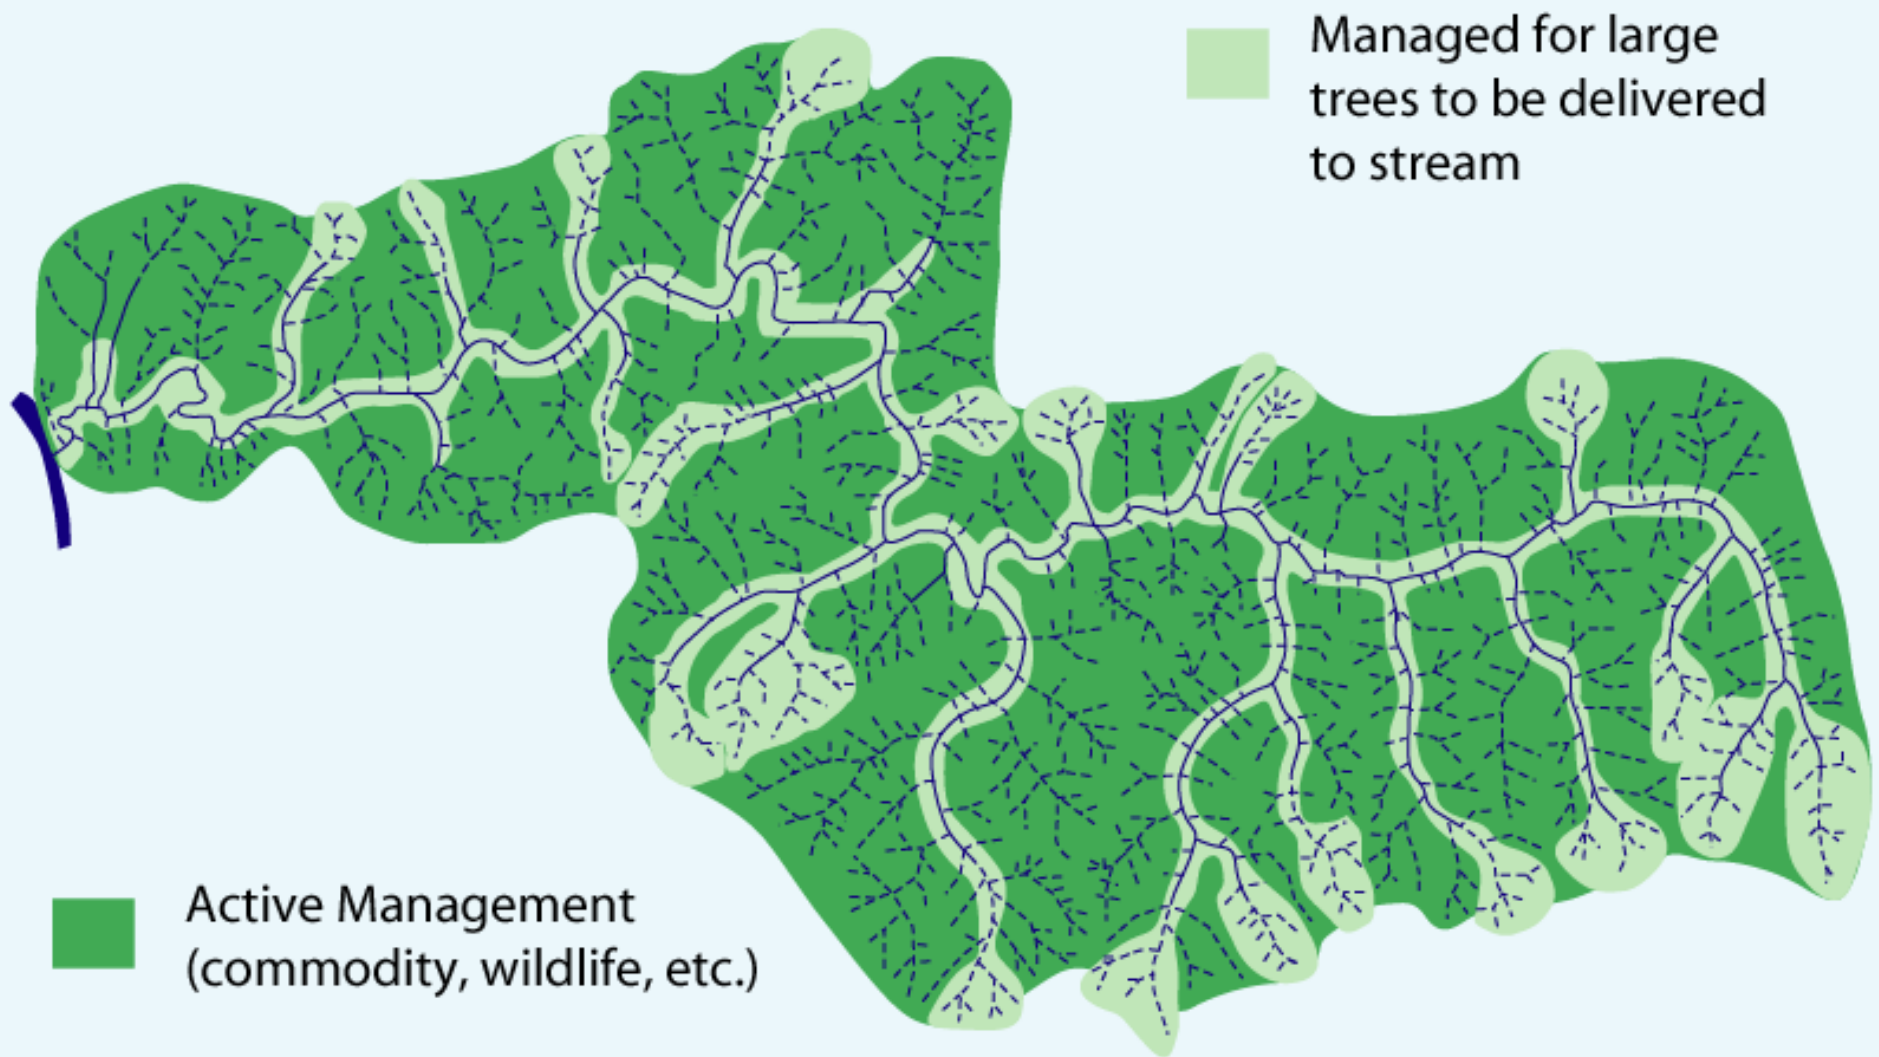 Managed for large
trees to be delivered
to stream
Active Management
(commodity, wildlife, etc.)